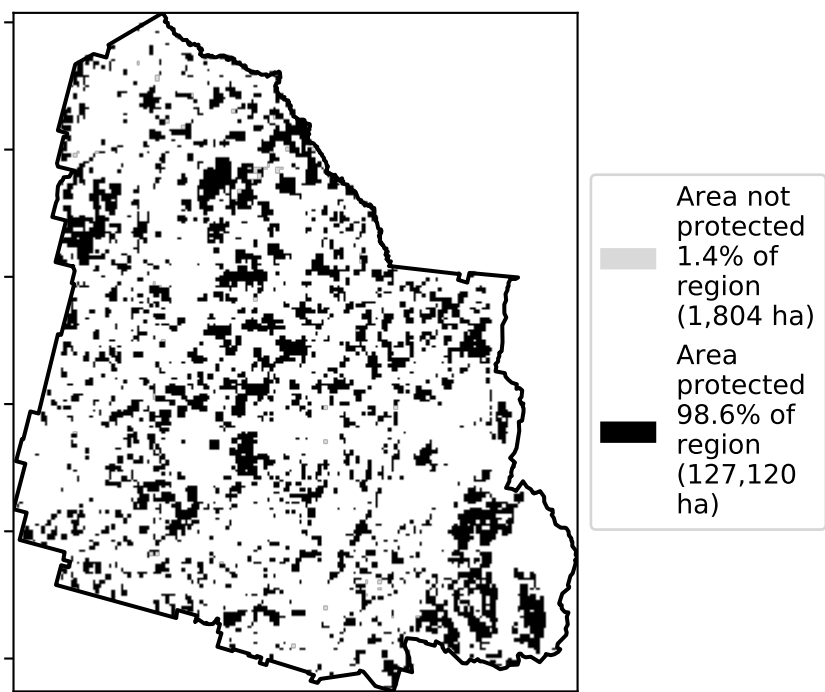 Area not
protected
1.4% of
region
(1,804 ha)
Area
protected
98.6% of
region
(127,120
ha)